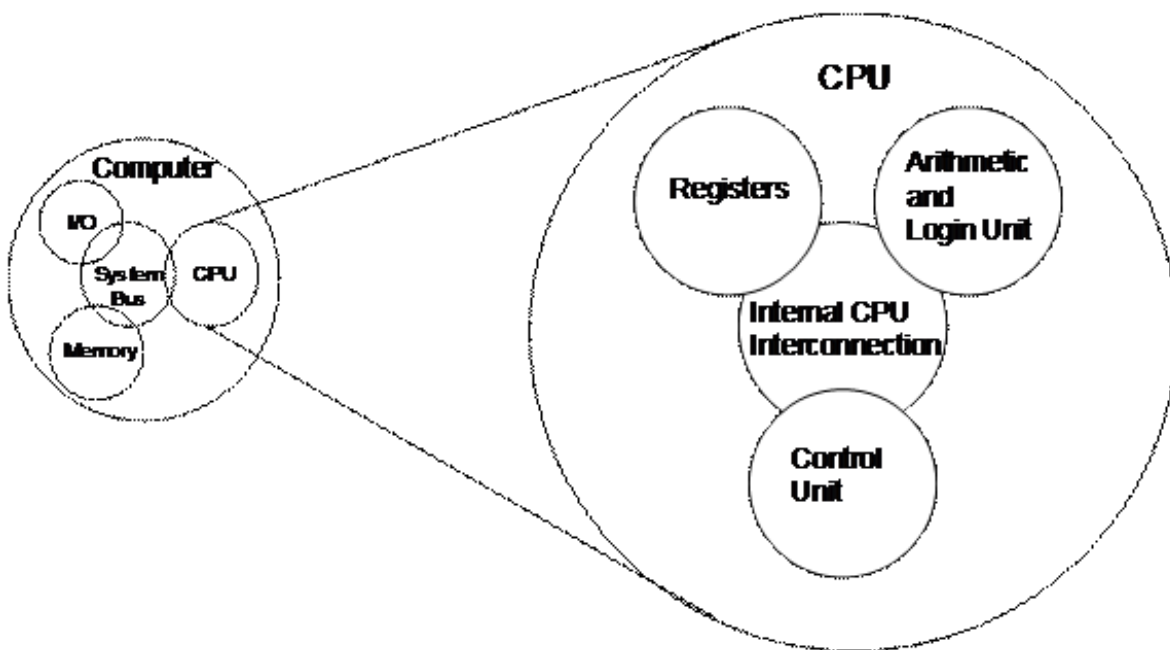 Computer
I/O
System
Bus
CPU
Memory
CPU
Registers
Arithmetic
and
Login Unit
Internal CPU
Interconnection
Control
Unit